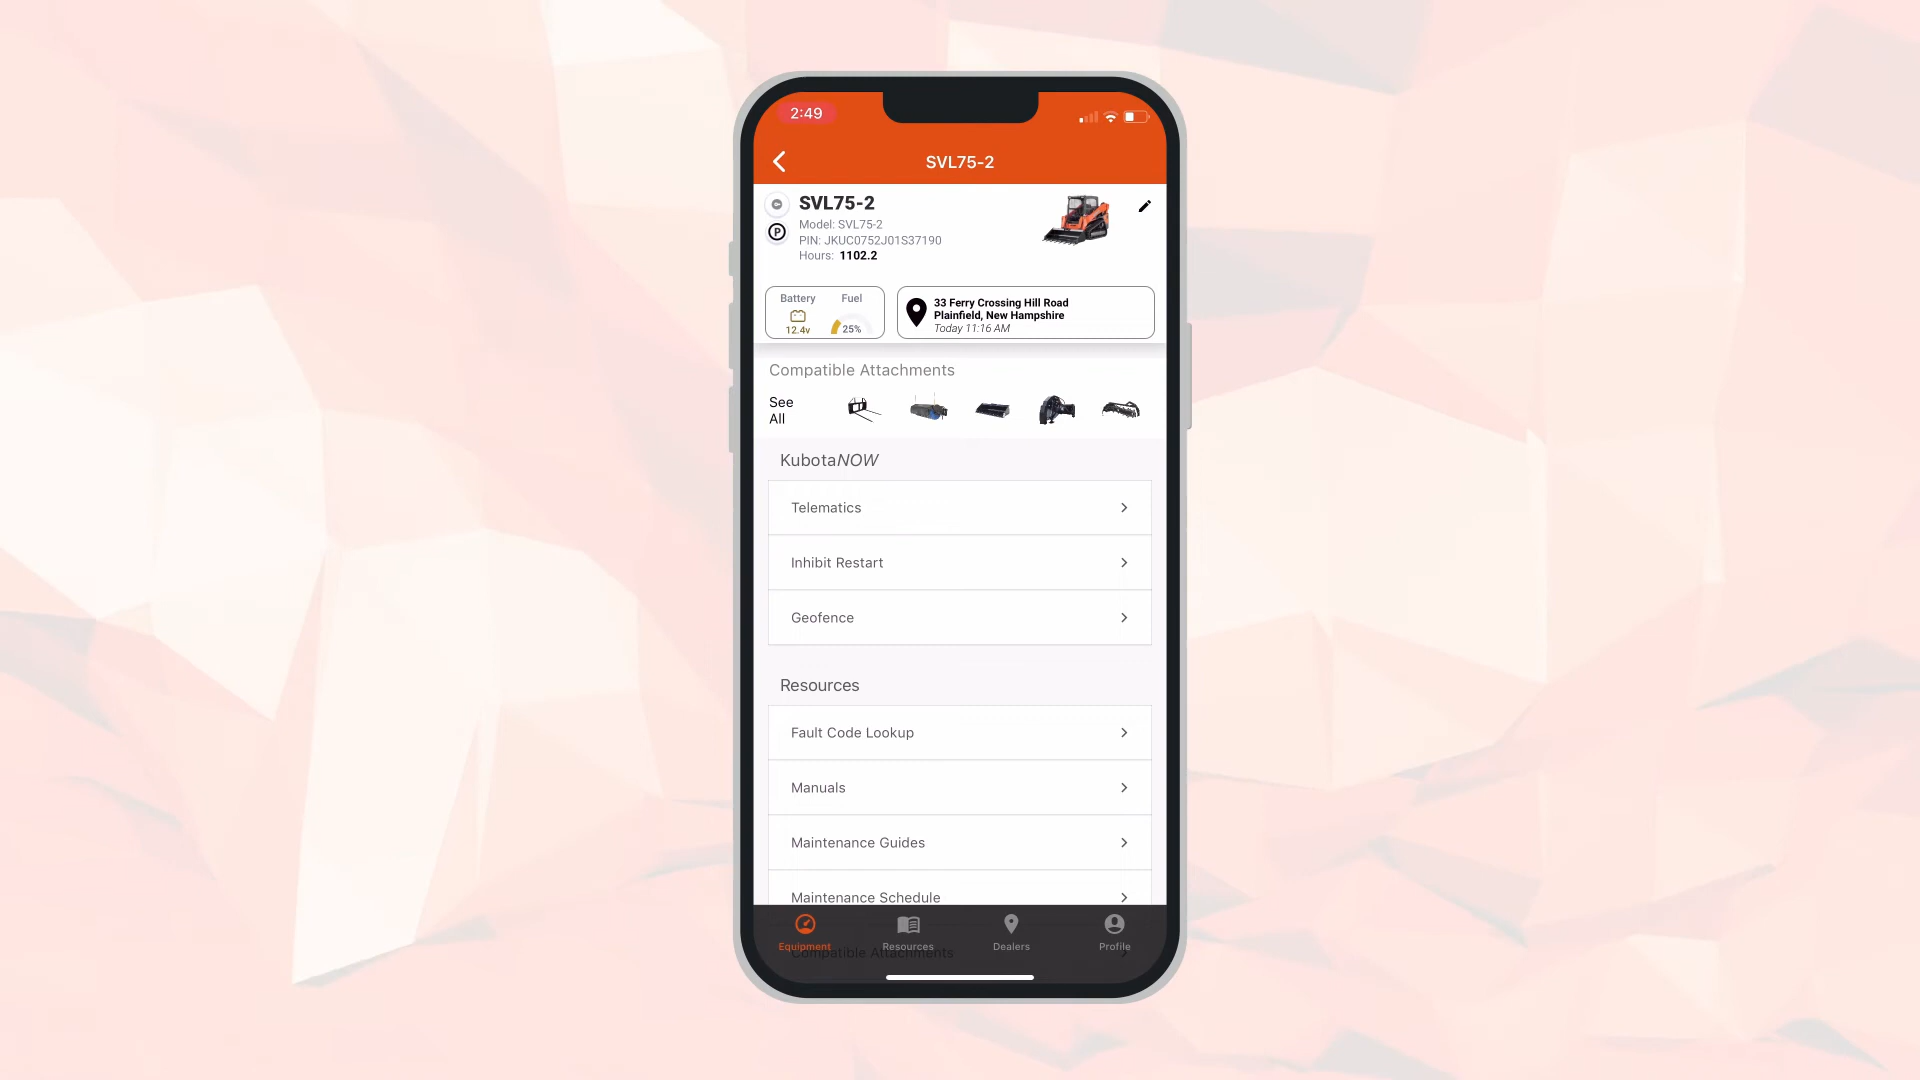 2:49
SVL75-2
SVL75-2
Model: SVL75-2
P
PIN: JKUC0752J01S37190
Hours: 1102.2
Battery
Fuel
12.4v
25%
33 Ferry Crossing Hill Road
Plainfield, New Hampshire
Today 11:16 AM
Compatible Attachments
See
All
KubotaNOW
Telematics
Inhibit Restart
Geofence
Resources
Fault Code Lookup
Manuals
Maintenance Guides
Maintenance Schedule
Equipment
Resources
Dealers
Profile
Compatible Attachments